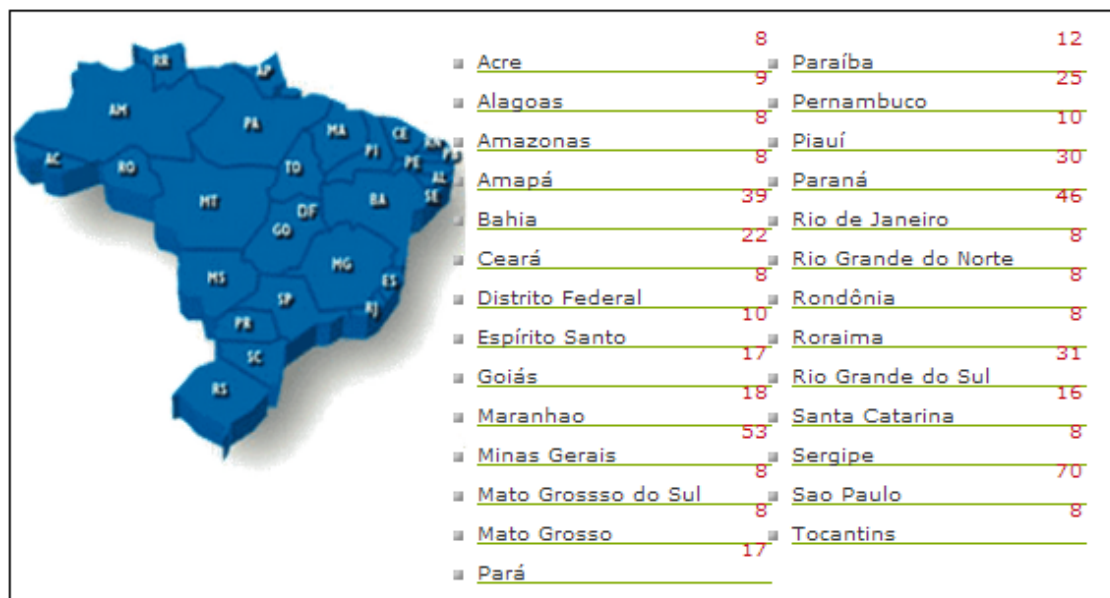 RR
AP
AM
PA
MA
CE
RN
PB
PI
PE
AC
RO
TO
AL
SE
MT
BA
DF
GO
MS
MG
ES
SP
RJ
PR
SC
RS
8
Acre
9
Alagoas
8
Amazonas
8
Amapá
39
Bahia
22
Ceará
8
Distrito Federal
10
Espírito Santo
17
Goiás
18
Maranhao
53
Minas Gerais
8
Mato Grossso do Sul
8
Mato Grosso
17
Pará
12
Paraíba
25
Pernambuco
10
Piauí
30
Paraná
46
Rio de Janeiro
8
Rio Grande do Norte
8
Rondônia
8
Roraima
31
Rio Grande do Sul
16
Santa Catarina
8
Sergipe
70
Sao Paulo
8
Tocantins